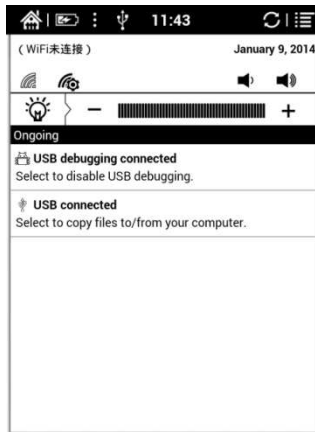 11:43
（WiFi未连接）
January 9, 2014
− +
Ongoing
USB debugging connected
Select to disable USB debugging.
USB connected
Select to copy files to/from your computer.